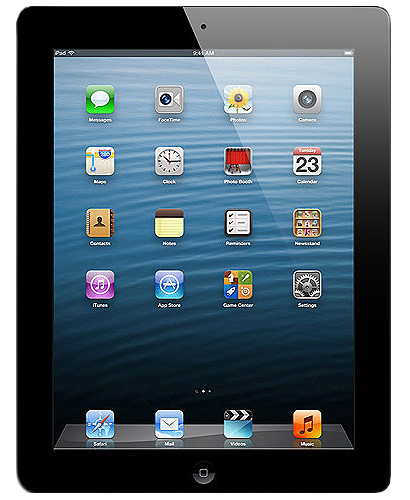 iPad 9:41 AM
Messages FaceTime Photos Camera
Tuesday
23
Maps Clock Photo Booth Calendar
Contacts Notes Reminders Newsstand
iTunes App Store Game Center Settings
Safari Mail Videos Music